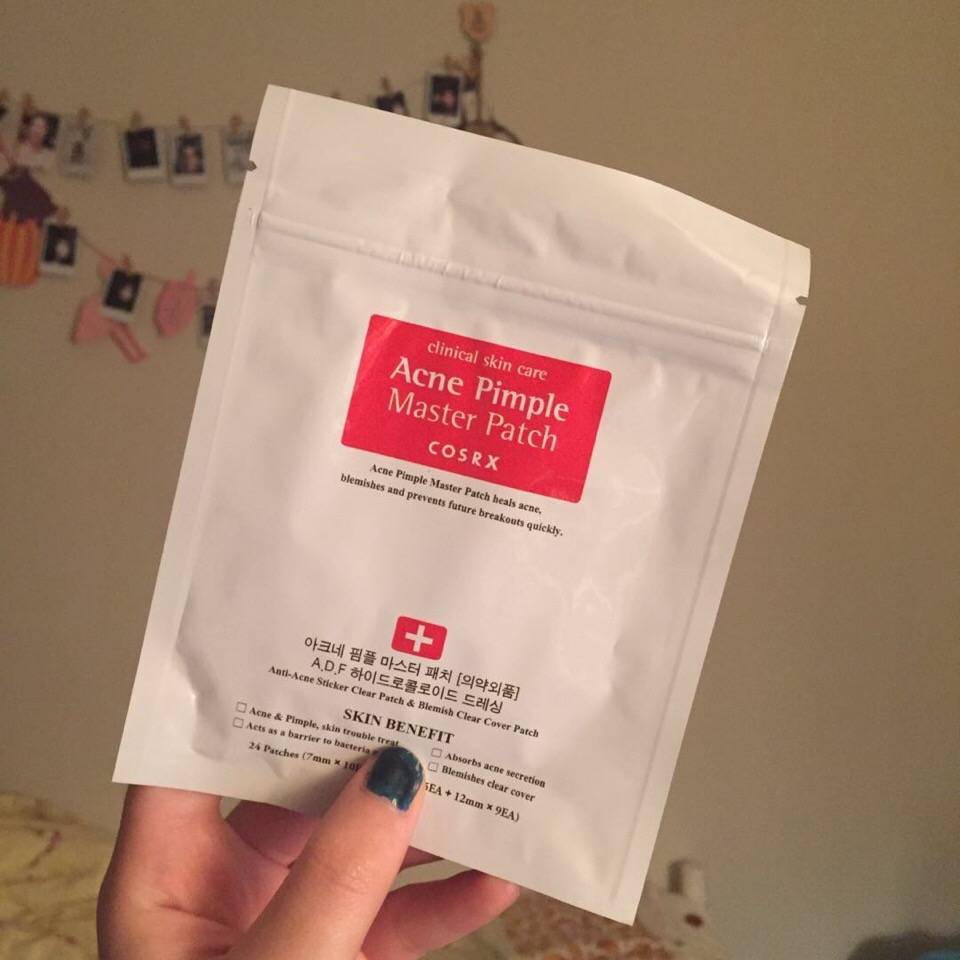 clinical skin care
Acne Pimple
Master Patch
COSRX
Acne Pimple Master Patch heals acne,
blemishes and prevents future breakouts quickly.
아크네 핌플 마스터 패치 [의약외품]
A.D.F 하이드로콜로이드 드레싱
Anti-Acne Sticker Clear Patch & Blemish Clear Cover Patch
SKIN BENEFIT
Acne & Pimple, skin trouble treat
Acts as a barrier to bacteria
Absorbs acne secretion
Blemishes clear cover
24 Patches (7mm × 10 5EA + 12mm × 9EA)